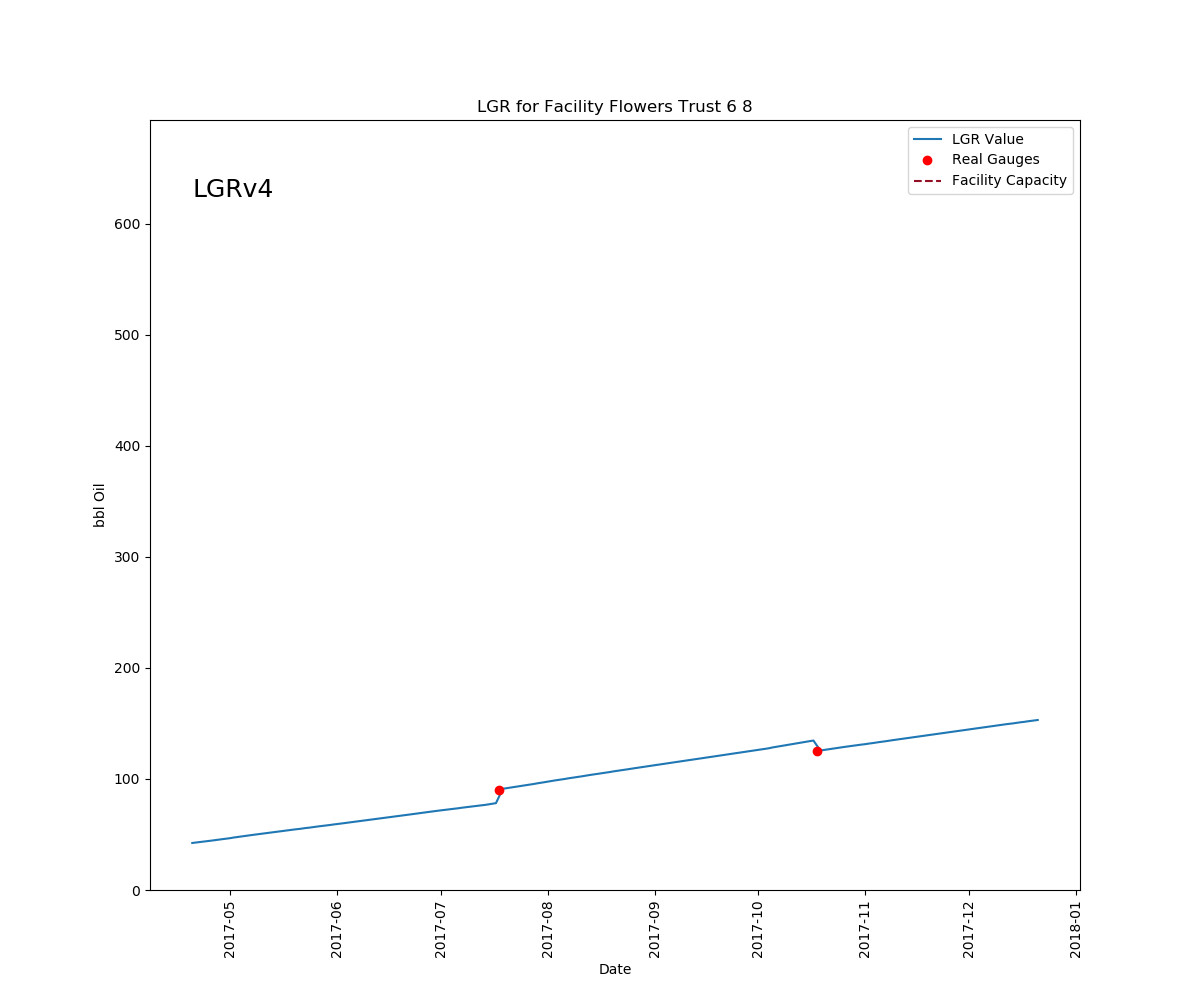 LGR for Facility Flowers Trust 6 8
LGRv4
LGR Value
Real Gauges
Facility Capacity
600
500
400
300
200
100
0
bbl Oil
2017-05
2017-06
2017-07
2017-08
2017-09
2017-10
2017-11
2017-12
2018-01
Date